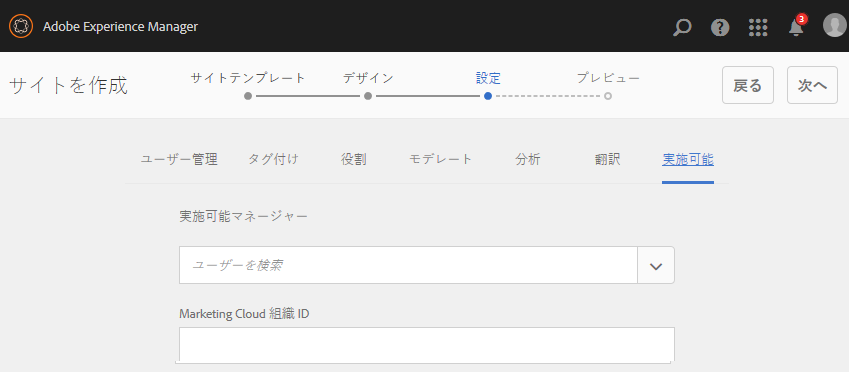 Adobe Experience Manager
3
サイトを作成
サイトテンプレート デザイン 設定 プレビュー
戻る 次へ
ユーザー管理 タグ付け 役割 モデレート 分析 翻訳 実施可能
実施可能マネージャー
ユーザーを検索
Marketing Cloud 組織 ID